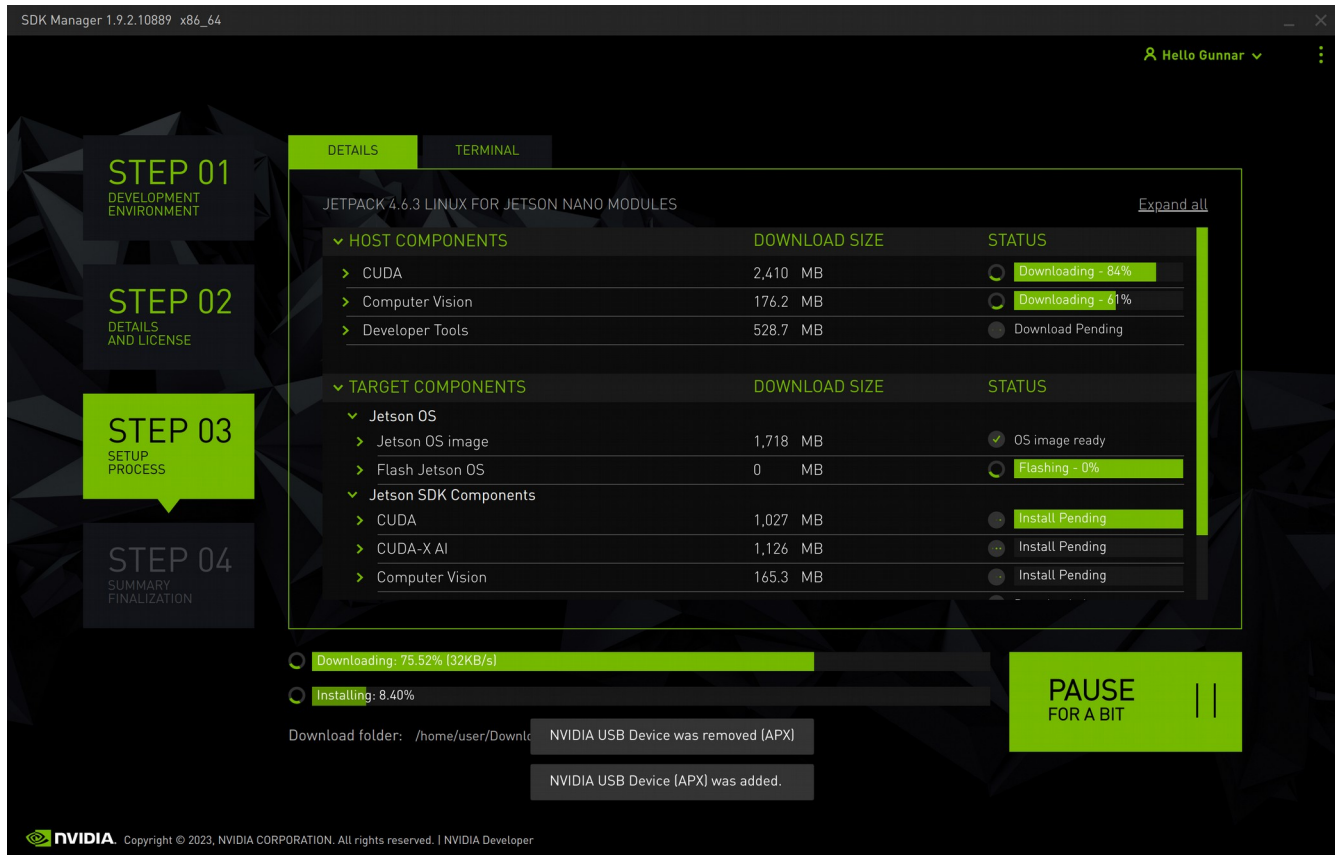 SDK Manager 1.9.2.10889 x86_64
Hello Gunnar
STEP 01
DEVELOPMENT
ENVIRONMENT
STEP 02
DETAILS
AND LICENSE
STEP 03
SETUP
PROCESS
STEP 04
SUMMARY
FINALIZATION
DETAILS TERMINAL
JETPACK 4.6.3 LINUX FOR JETSON NANO MODULES Expand all
HOST COMPONENTS DOWNLOAD SIZE STATUS
CUDA 2,410 MB Downloading - 84%
Computer Vision 176.2 MB Downloading - 61%
Developer Tools 528.7 MB Download Pending
TARGET COMPONENTS DOWNLOAD SIZE STATUS
Jetson OS
Jetson OS image 1,718 MB OS image ready
Flash Jetson OS 0 MB Flashing - 0%
Jetson SDK Components
CUDA 1,027 MB Install Pending
CUDA-X AI 1,126 MB Install Pending
Computer Vision 165.3 MB Install Pending
Downloading: 75.52% (32KB/s)
Installing: 8.40%
PAUSE
FOR A BIT
Download folder: /home/user/Downlo
NVIDIA USB Device was removed (APX)
NVIDIA USB Device (APX) was added.
NVIDIA. Copyright © 2023, NVIDIA CORPORATION. All rights reserved. | NVIDIA Developer